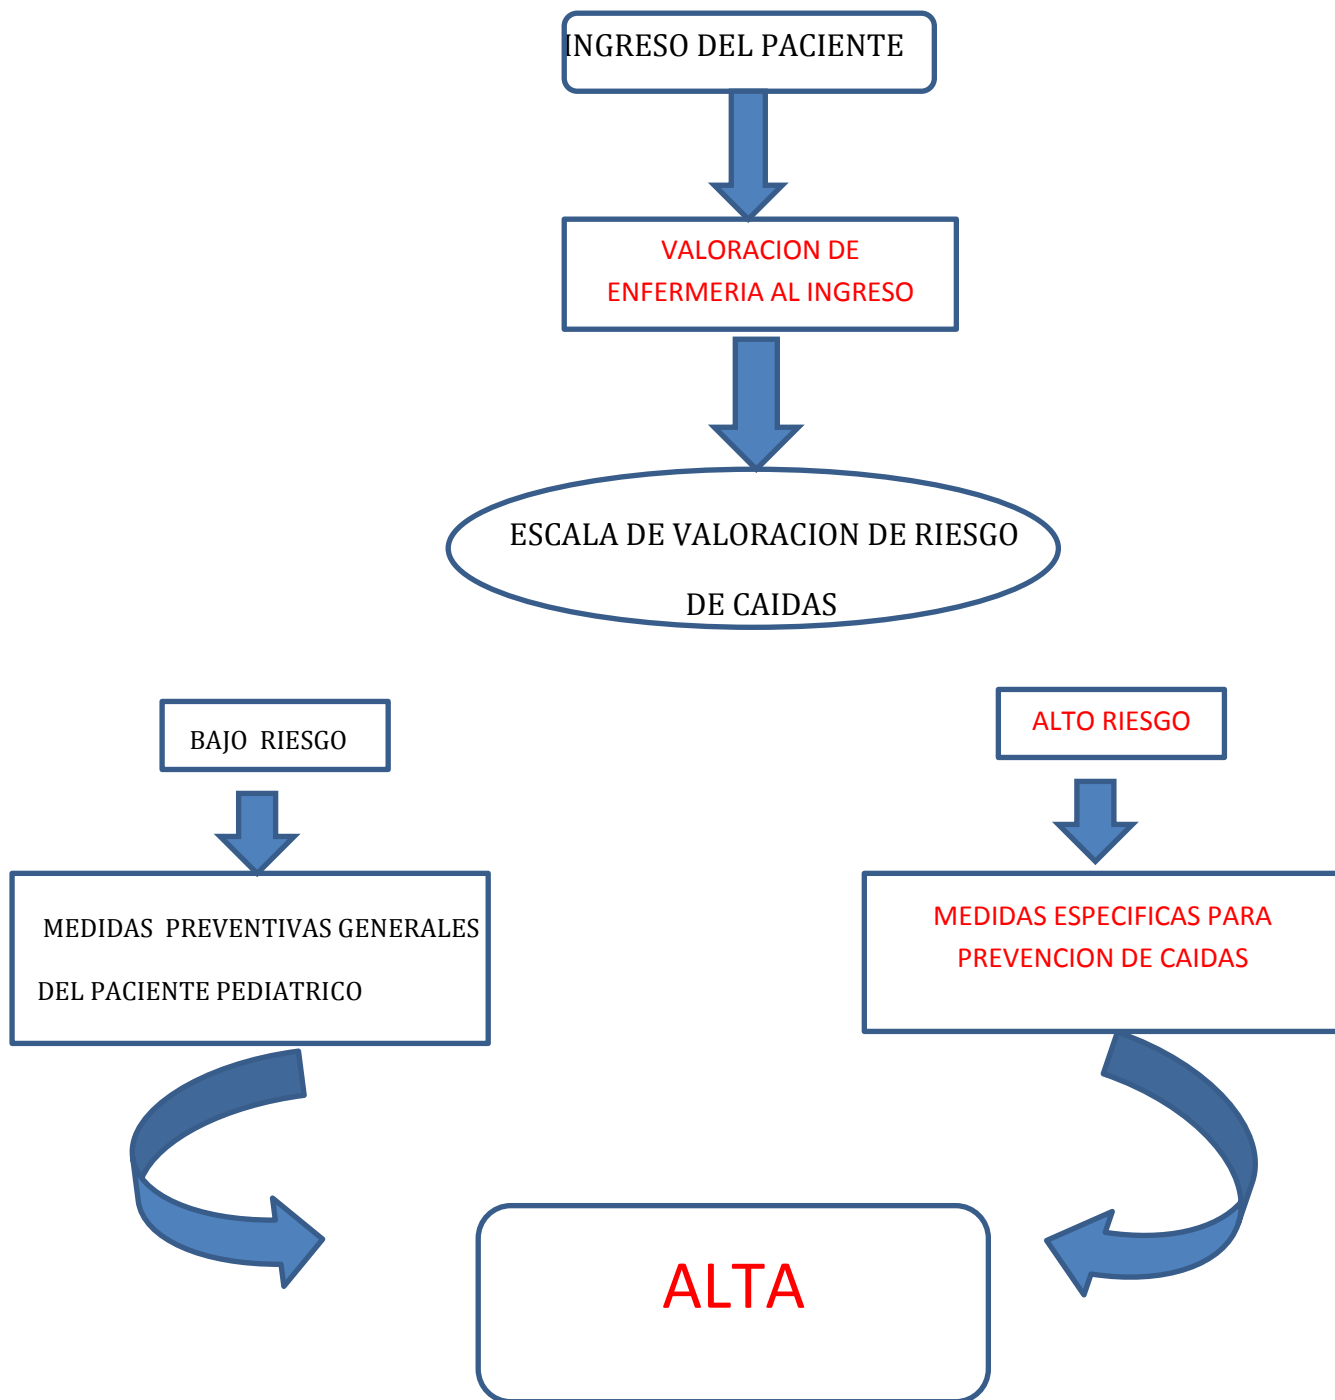 INGRESO DEL PACIENTE
VALORACION DE
ENFERMERIA AL INGRESO
ESCALA DE VALORACION DE RIESGO
DE CAIDAS
BAJO RIESGO
ALTO RIESGO
MEDIDAS PREVENTIVAS GENERALES
DEL PACIENTE PEDIATRICO
MEDIDAS ESPECIFICAS PARA
PREVENCION DE CAIDAS
ALTA